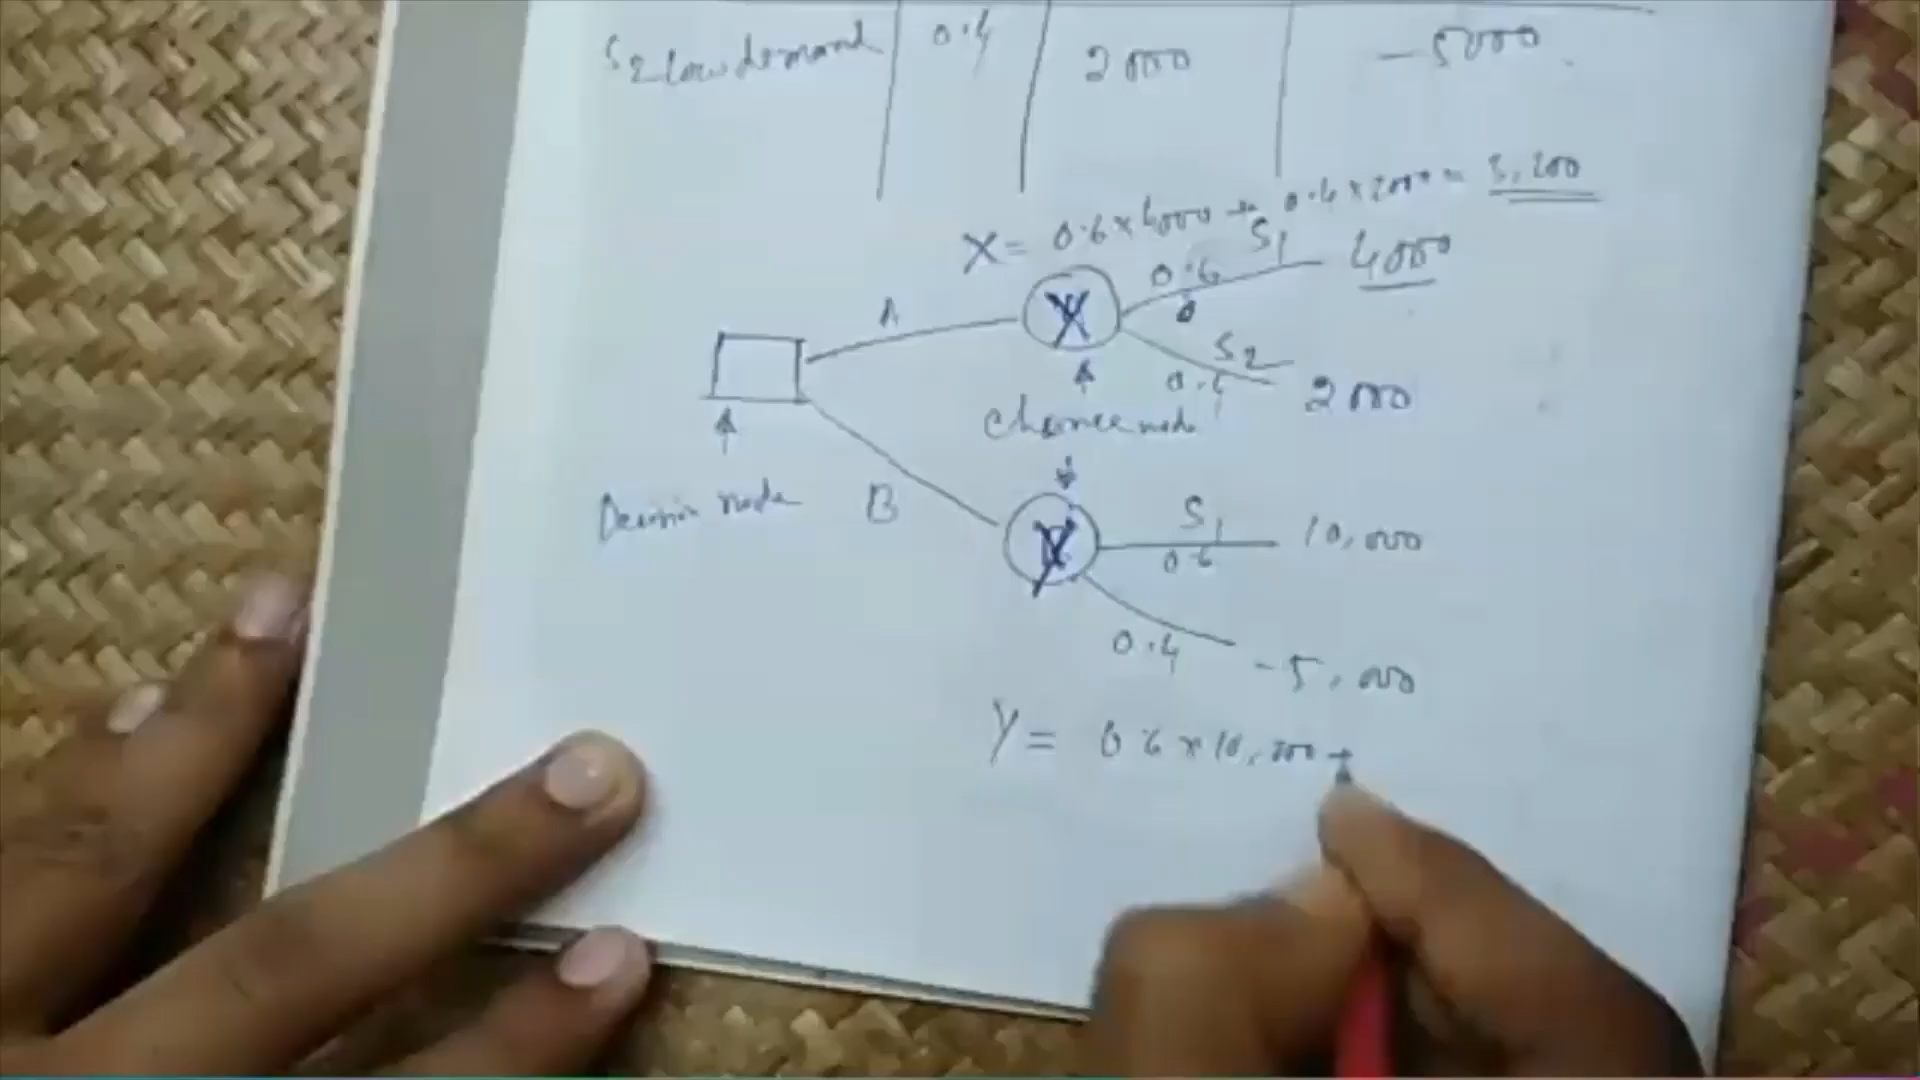 S2 low demand 0.4 2000 -5000
X = 0.6 x 4000 + 0.4 x 2000 = 3,200
A X 0.6 S1 4000
S2
0.4 2000
Chance node
Decision node B Y S1 10,000
0.6
0.4 -5,000
Y = 0.6 x 10,000 +